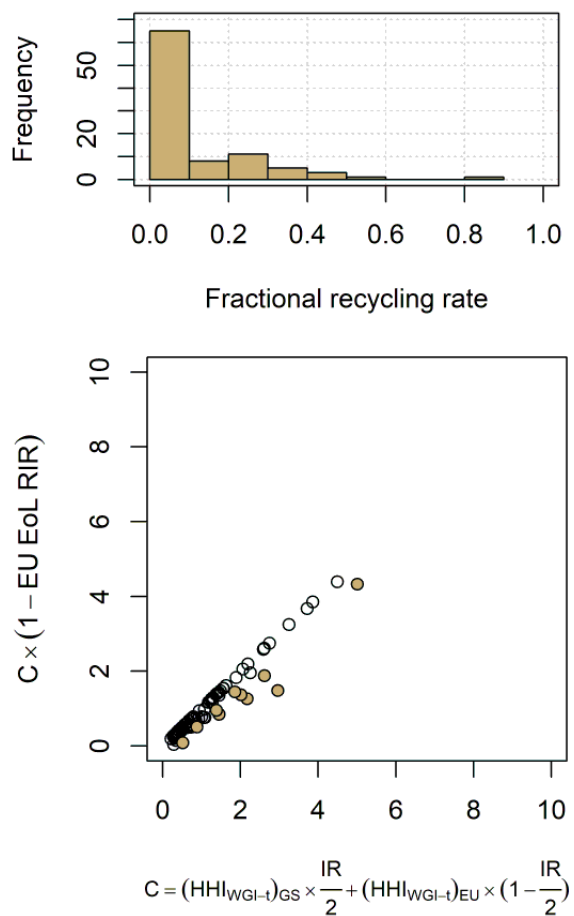 Frequency
50
20
0
0.0 0.2 0.4 0.6 0.8 1.0
Fractional recycling rate
C × (1 − EU EoL RIR)
10
8
6
4
2
0
0 2 4 6 8 10
C = (HHI_WGI−t)_GS × IR/2 + (HHI_WGI−t)_EU × (1 − IR/2)